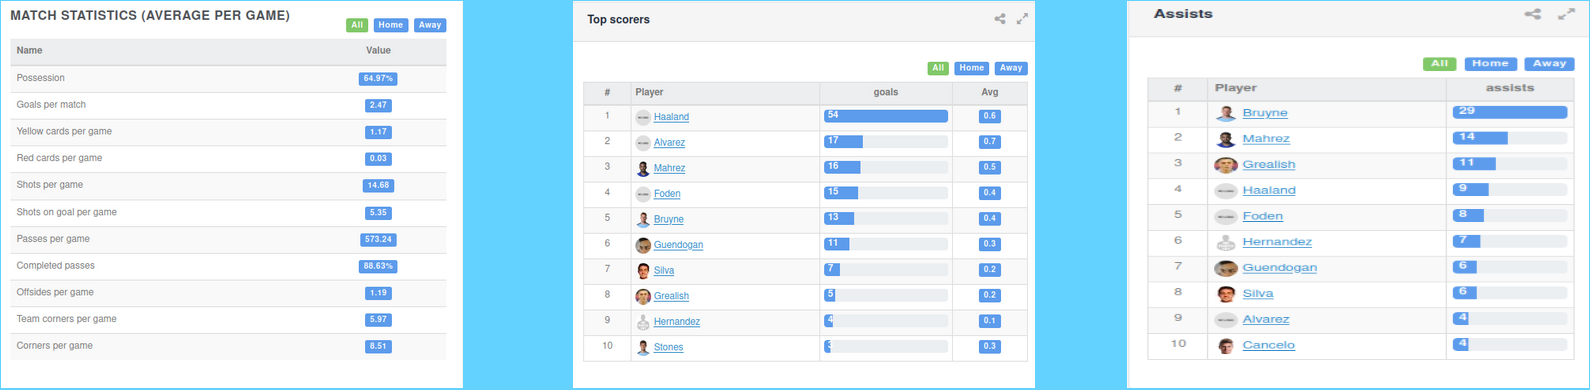 MATCH STATISTICS (AVERAGE PER GAME)
All Home Away
Name Value
Possession 64.97%
Goals per match 2.47
Yellow cards per game 1.17
Red cards per game 0.03
Shots per game 14.68
Shots on goal per game 5.35
Passes per game 573.24
Completed passes 88.63%
Offsides per game 1.19
Team corners per game 5.97
Corners per game 8.51
Top scorers
All Home Away
# Player goals Avg
1 Haaland 54 0.6
2 Alvarez 17 0.7
3 Mahrez 16 0.5
4 Foden 15 0.4
5 Bruyne 13 0.4
6 Guendogan 11 0.3
7 Silva 7 0.2
8 Grealish 5 0.2
9 Hernandez 4 0.1
10 Stones 0.3
Assists
All Home Away
# Player assists
1 Bruyne 29
2 Mahrez 14
3 Grealish 11
4 Haaland 9
5 Foden 8
6 Hernandez 7
7 Guendogan 6
8 Silva 6
9 Alvarez 4
10 Cancelo 4